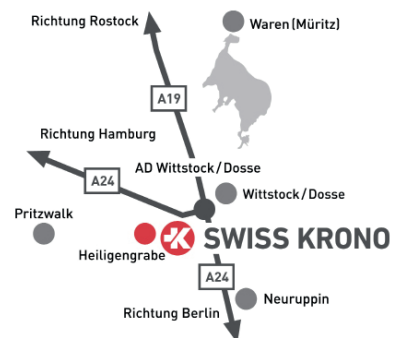 Richtung Rostock
Waren (Müritz)
A19
Richtung Hamburg
AD Wittstock/Dosse
A24
Wittstock/Dosse
Pritzwalk
Heiligengrabe
K SWISS KRONO
A24
Neuruppin
Richtung Berlin